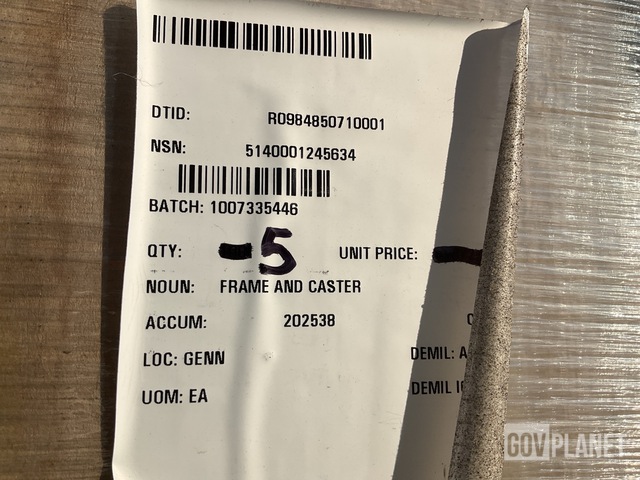 DTID: R0984850710001
NSN: 5140001245634
BATCH: 1007335446
QTY: 5 UNIT PRICE:
NOUN: FRAME AND CASTER
ACCUM: 202538
LOC: GENN DEMIL: A
UOM: EA DEMIL
GOVPLANET